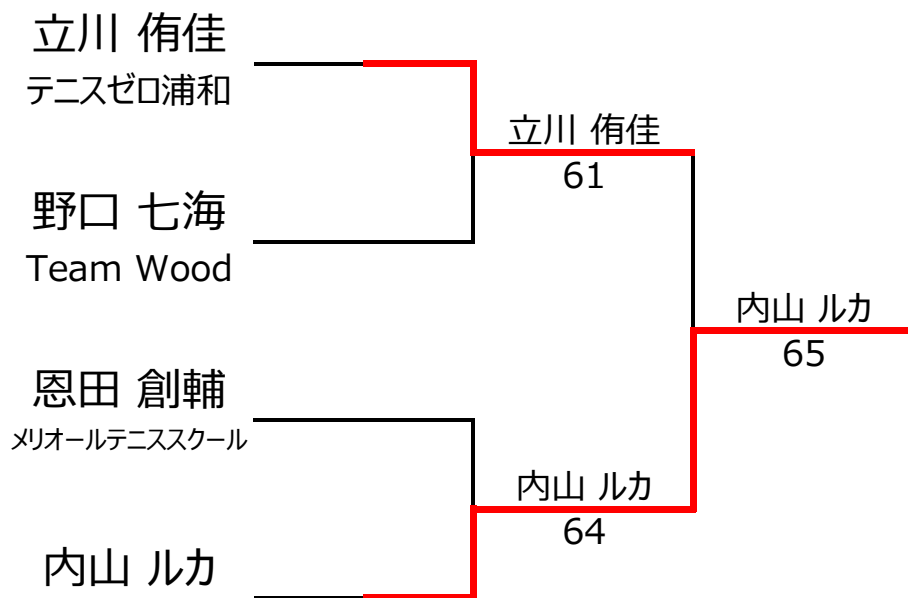 立川 侑佳
テニスゼロ浦和
立川 侑佳
61
野口 七海
Team Wood
内山 ルカ
65
恩田 創輔
メリオールテニススクール
内山 ルカ
64
内山 ルカ